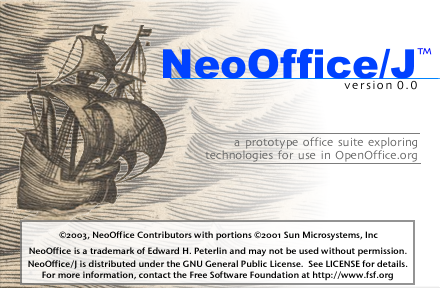 NeoOffice/J™
version 0.0
a prototype office suite exploring
technologies for use in OpenOffice.org
©2003, NeoOffice Contributors with portions ©2001 Sun Microsystems, Inc
NeoOffice is a trademark of Edward H. Peterlin and may not be used without permission.
NeoOffice/J is distributed under the GNU General Public License. See LICENSE for details.
For more information, contact the Free Software Foundation at http://www.fsf.org